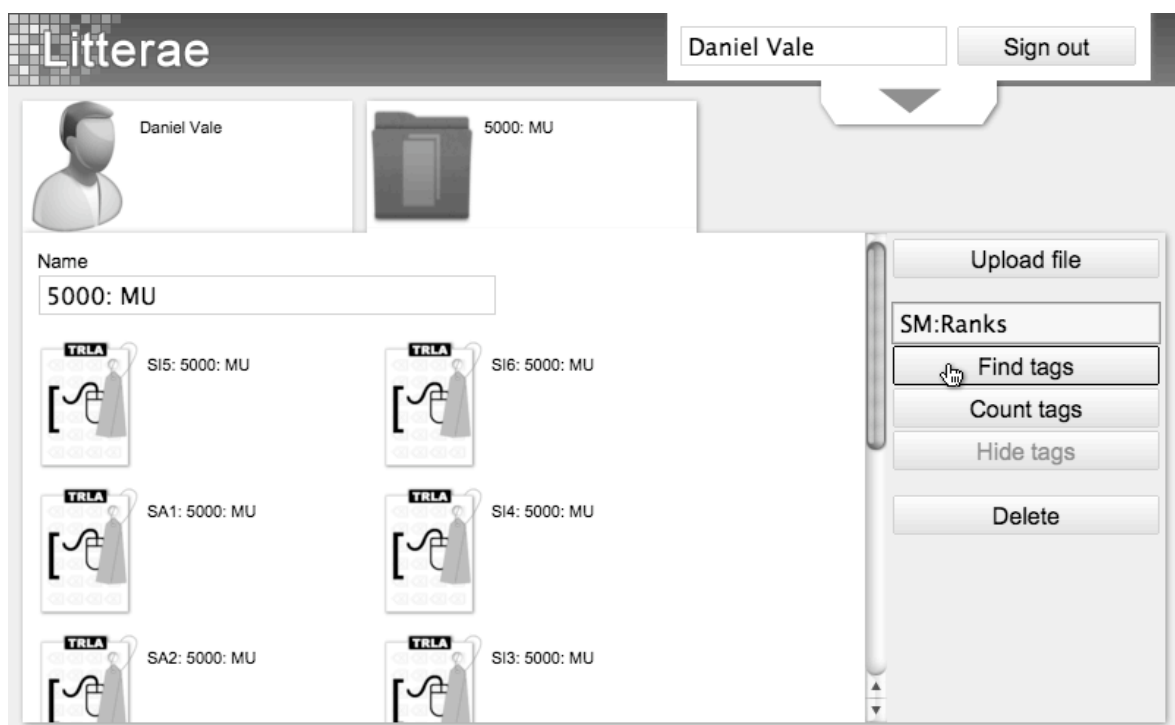 Litterae
Daniel Vale
Sign out
Daniel Vale
5000: MU
Name
5000: MU
TRLA
SI5: 5000: MU
TRLA
SI6: 5000: MU
TRLA
SA1: 5000: MU
TRLA
SI4: 5000: MU
TRLA
SA2: 5000: MU
TRLA
SI3: 5000: MU
Upload file
SM:Ranks
Find tags
Count tags
Hide tags
Delete